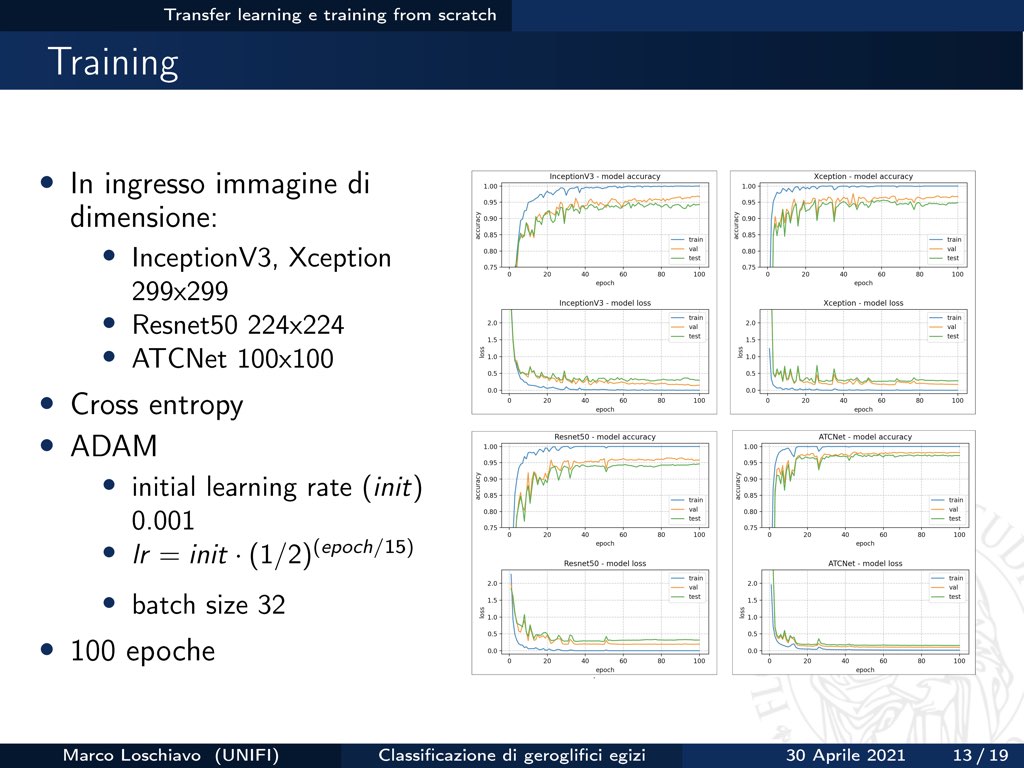 Transfer learning e training from scratch
Training
• In ingresso immagine di
dimensione:
• InceptionV3, Xception
299x299
• Resnet50 224x224
• ATCNet 100x100
• Cross entropy
• ADAM
• initial learning rate (init)
0.001
• lr = init · (1/2)^(epoch/15)
• batch size 32
• 100 epoche
InceptionV3 - model accuracy
accuracy
1.00
0.95
0.90
0.85
0.80
0.75
train
val
test
0 20 40 60 80 100
epoch
InceptionV3 - model loss
loss
2.0
1.5
1.0
0.5
0.0
train
val
test
0 20 40 60 80 100
epoch
Xception - model accuracy
accuracy
1.00
0.95
0.90
0.85
0.80
0.75
train
val
test
0 20 40 60 80 100
epoch
Xception - model loss
loss
2.0
1.5
1.0
0.5
0.0
train
val
test
0 20 40 60 80 100
epoch
Resnet50 - model accuracy
accuracy
1.00
0.95
0.90
0.85
0.80
0.75
train
val
test
0 20 40 60 80 100
epoch
Resnet50 - model loss
loss
2.0
1.5
1.0
0.5
0.0
train
val
test
0 20 40 60 80 100
epoch
ATCNet - model accuracy
accuracy
1.00
0.95
0.90
0.85
0.80
0.75
train
val
test
0 20 40 60 80 100
epoch
ATCNet - model loss
loss
2.0
1.5
1.0
0.5
0.0
train
val
test
0 20 40 60 80 100
epoch
Marco Loschiavo (UNIFI) Classificazione di geroglifici egizi 30 Aprile 2021 13 / 19